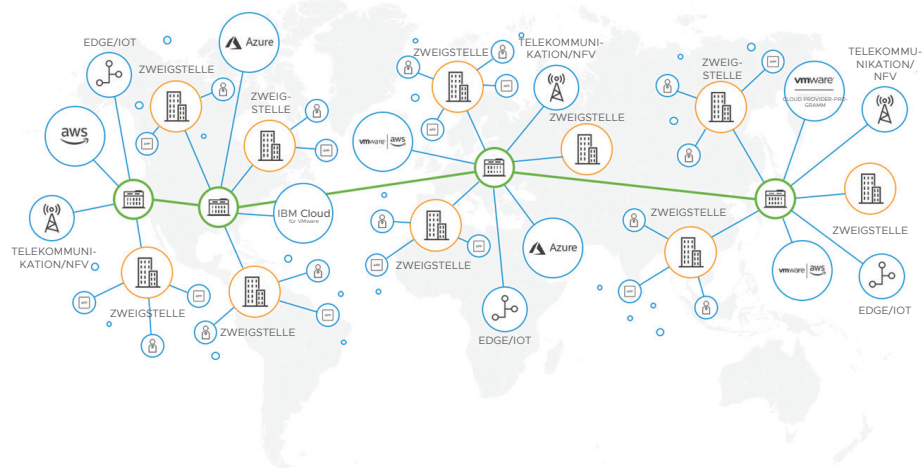 EDGE/IOT
Azure
ZWEIGSTELLE
aws
ZWEIG-
STELLE
IBM Cloud
für VMware
TELEKOMMUNI-
KATION/NFV
ZWEIGSTELLE
ZWEIGSTELLE
ZWEIGSTELLE
TELEKOMMUNI-
KATION/NFV
ZWEIGSTELLE
vmware | aws
ZWEIGSTELLE
Azure
EDGE/IOT
ZWEIG-
STELLE
vmware
CLOUD PROVIDER-PRO-
GRAMM
TELEKOMMU-
NIKATION/
NFV
ZWEIGSTELLE
ZWEIGSTELLE
vmware | aws
EDGE/IOT